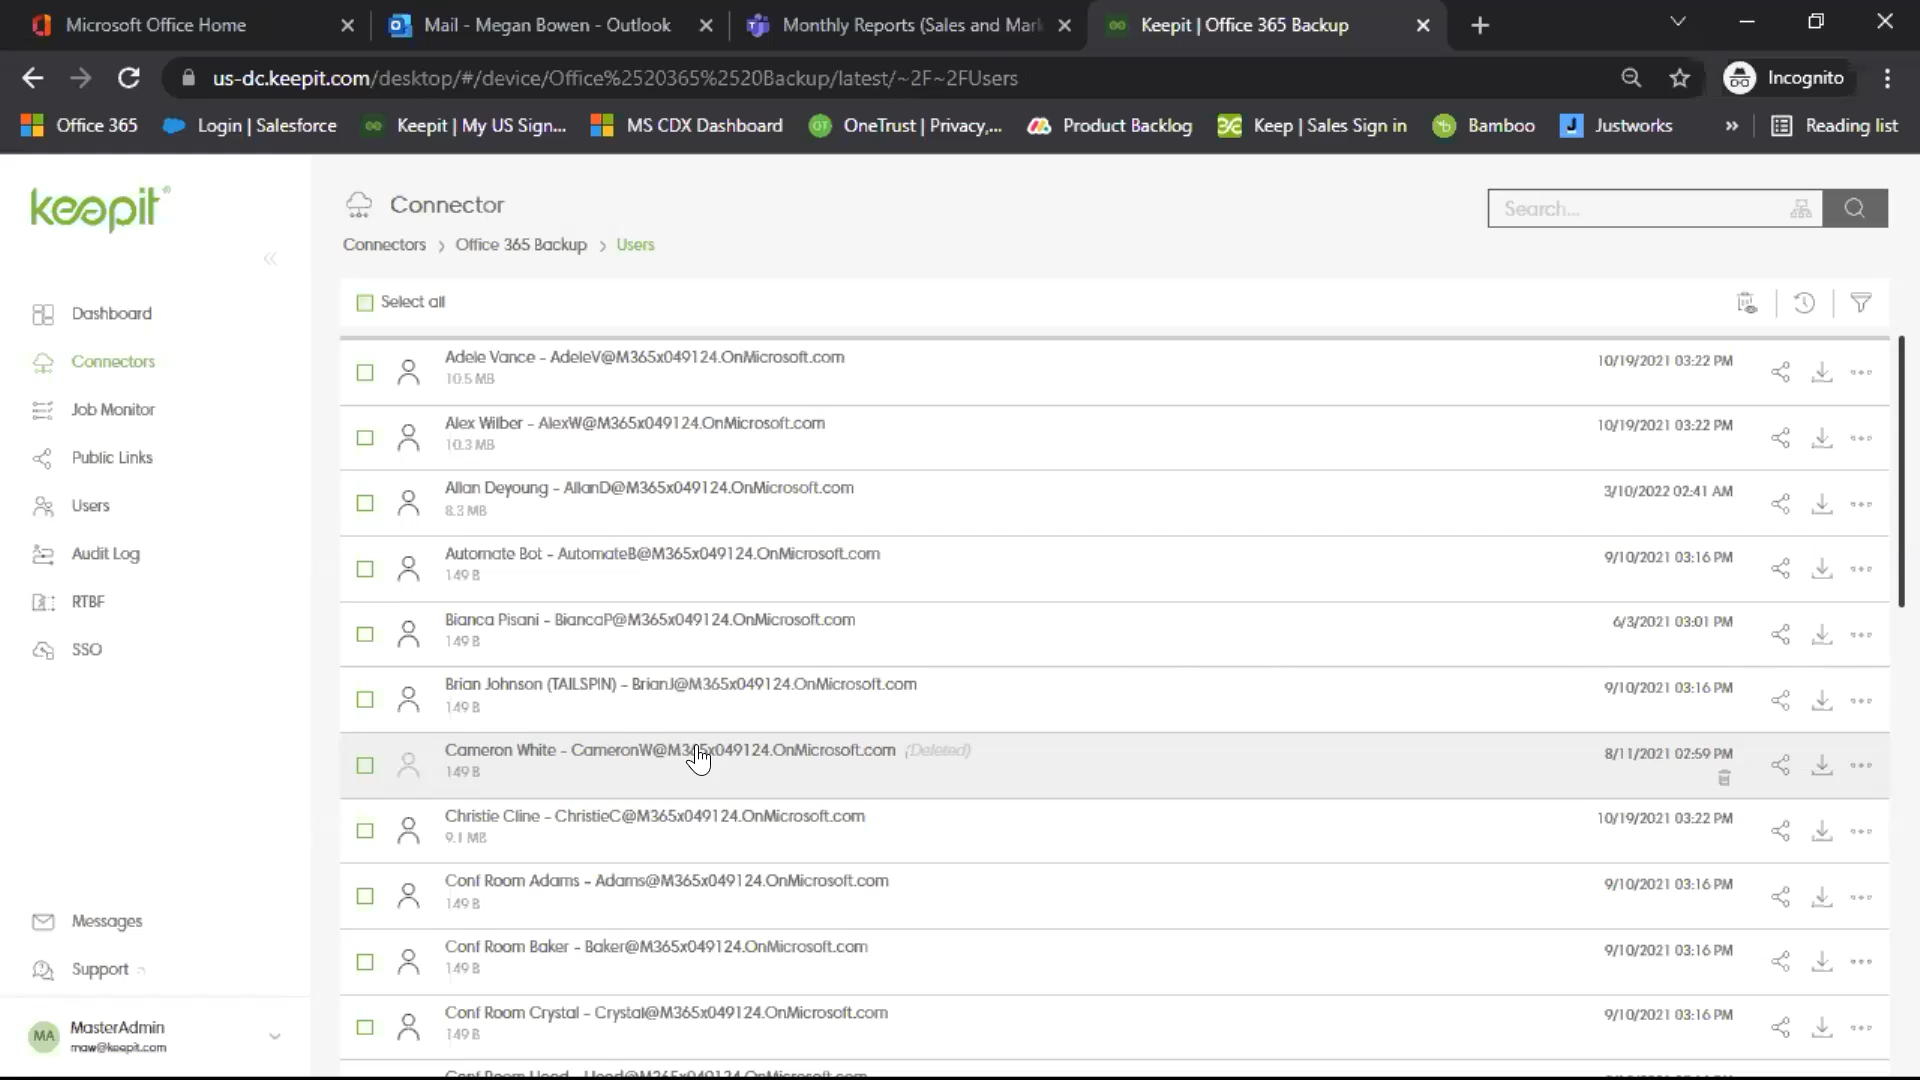 Microsoft Office Home
Mail - Megan Bowen - Outlook
Monthly Reports (Sales and Mark
Keepit | Office 365 Backup
us-dc.keepit.com/desktop/#/device/Office%2520365%2520Backup/latest/~2F~2FUsers
Incognito
Office 365
Login | Salesforce
Keepit | My US Sign...
MS CDX Dashboard
OneTrust | Privacy,...
Product Backlog
Keep | Sales Sign in
Bamboo
Justworks
»
Reading list
keepit
Connector
Search...
Connectors > Office 365 Backup > Users
Select all
Dashboard
Connectors
Job Monitor
Public Links
Users
Audit Log
RTBF
SSO
Messages
Support
MA
MasterAdmin
maw@keepit.com
Adele Vance - AdeleV@M365x049124.OnMicrosoft.com
10.5 MB
10/19/2021 03:22 PM
Alex Wilber - AlexW@M365x049124.OnMicrosoft.com
10.3 MB
10/19/2021 03:22 PM
Allan Deyoung - AllanD@M365x049124.OnMicrosoft.com
8.3 MB
3/10/2022 02:41 AM
Automate Bot - AutomateB@M365x049124.OnMicrosoft.com
149 B
9/10/2021 03:16 PM
Bianca Pisani - BiancaP@M365x049124.OnMicrosoft.com
149 B
6/3/2021 03:01 PM
Brian Johnson (TAILSPIN) - BrianJ@M365x049124.OnMicrosoft.com
149 B
9/10/2021 03:16 PM
Cameron White - CameronW@M365x049124.OnMicrosoft.com (Deleted)
149 B
8/11/2021 02:59 PM
Christie Cline - ChristieC@M365x049124.OnMicrosoft.com
9.1 MB
10/19/2021 03:22 PM
Conf Room Adams - Adams@M365x049124.OnMicrosoft.com
149 B
9/10/2021 03:16 PM
Conf Room Baker - Baker@M365x049124.OnMicrosoft.com
149 B
9/10/2021 03:16 PM
Conf Room Crystal - Crystal@M365x049124.OnMicrosoft.com
149 B
9/10/2021 03:16 PM